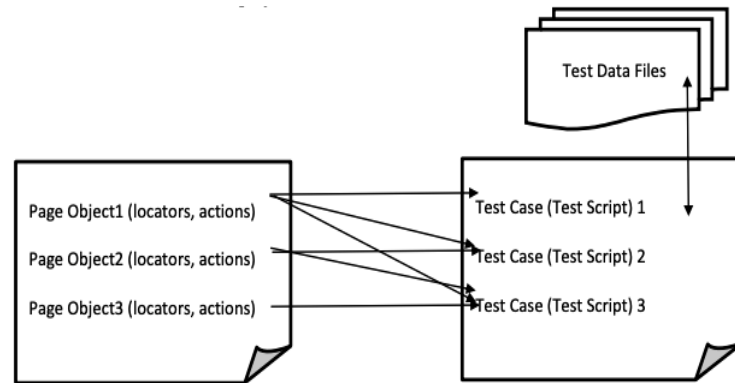 Test Data Files
Page Object1 (locators, actions)
Page Object2 (locators, actions)
Page Object3 (locators, actions)
Test Case (Test Script) 1
Test Case (Test Script) 2
Test Case (Test Script) 3